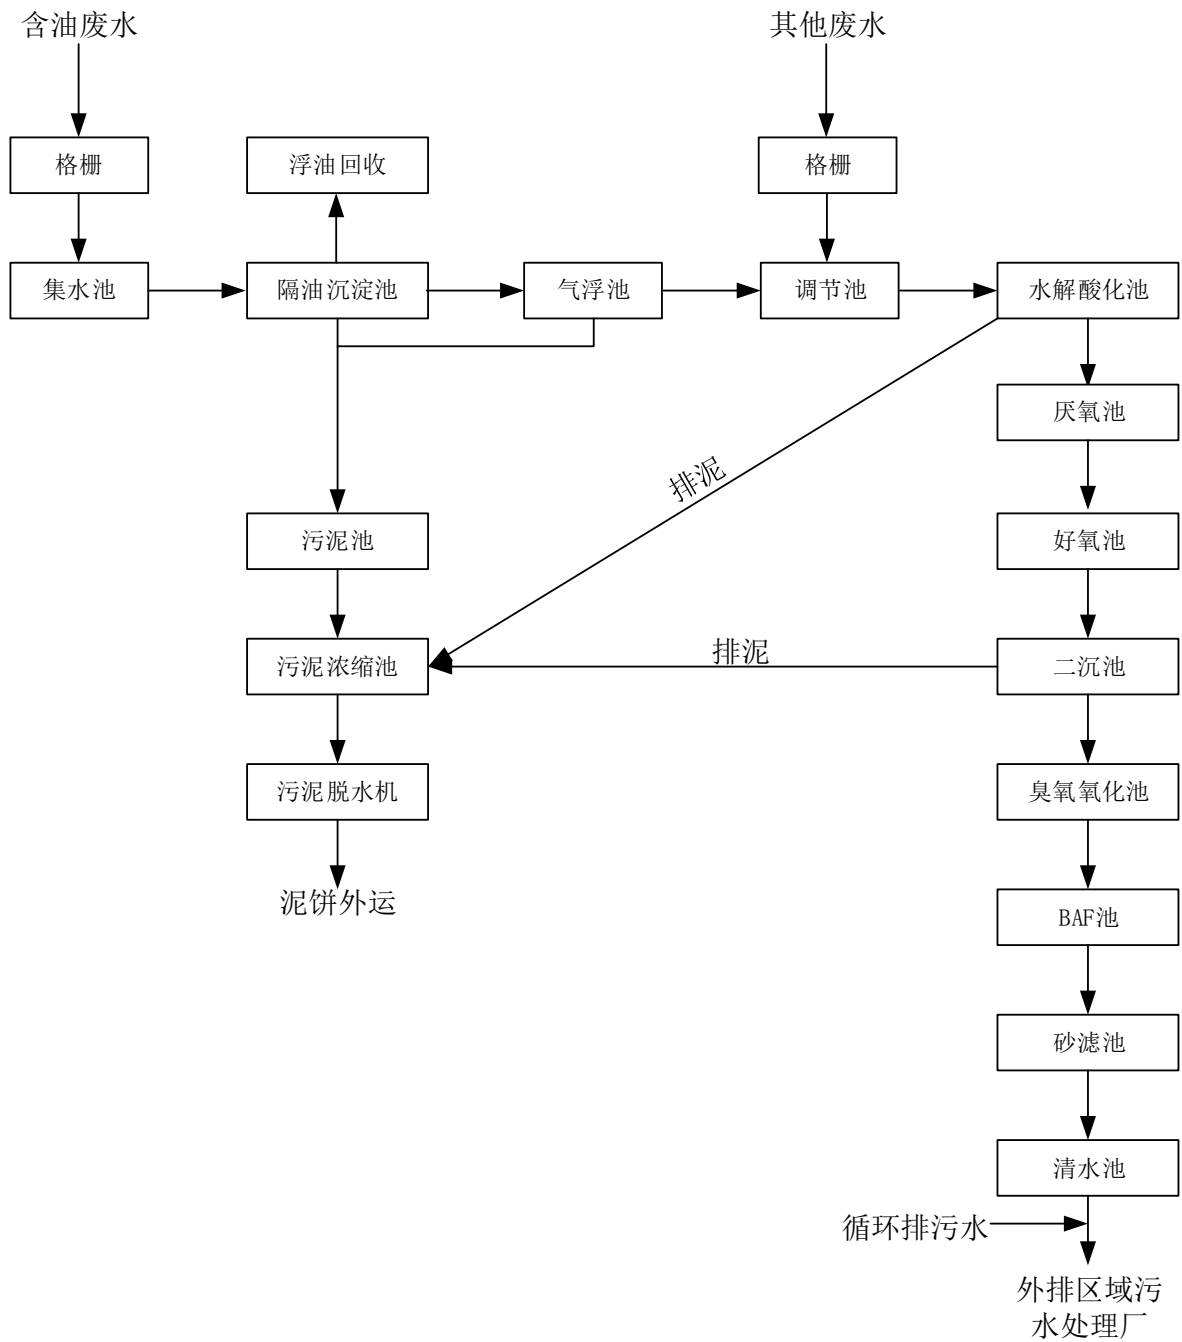 含油废水
其他废水
格栅
浮油回收
格栅
集水池
隔油沉淀池
气浮池
调节池
水解酸化池
厌氧池
排泥
污泥池
好氧池
污泥浓缩池
排泥
二沉池
污泥脱水机
臭氧氧化池
泥饼外运
BAF池
砂滤池
清水池
循环排污水
外排区域污
水处理厂